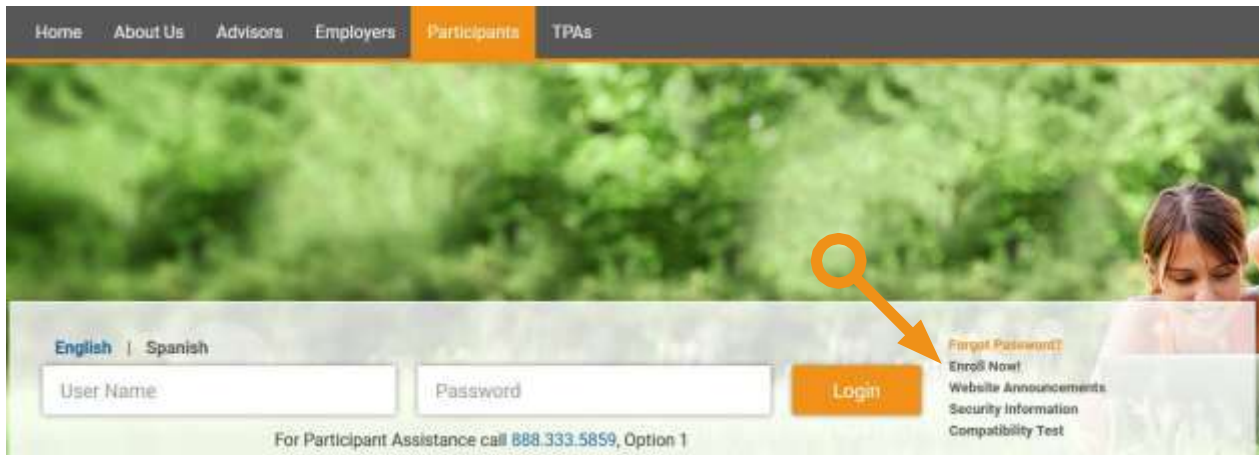 Home About Us Advisors Employers Participants TPAs
English | Spanish
User Name Password Login
For Participant Assistance call 888.333.5859, Option 1
Forgot Password?
Enroll Now!
Website Announcements
Security Information
Compatibility Test